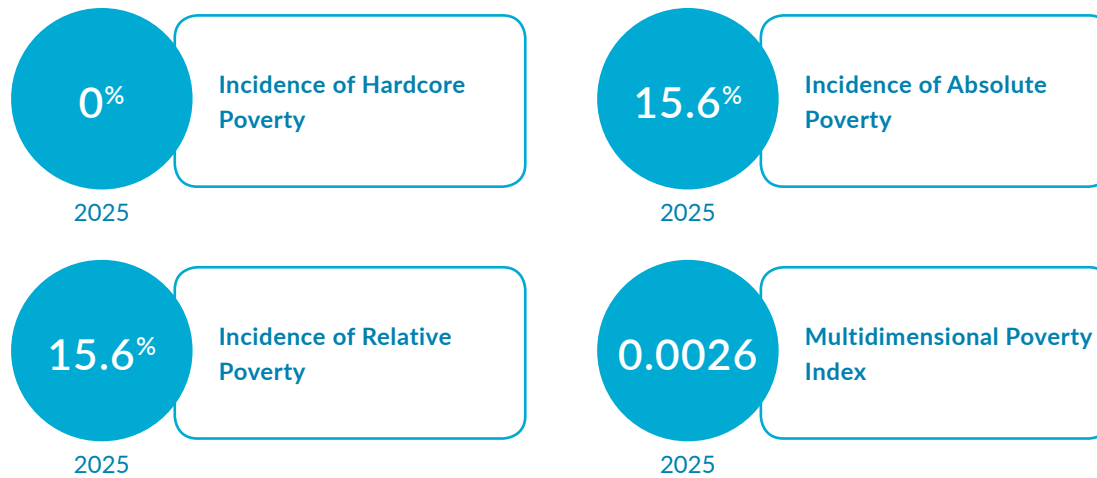 0%
Incidence of Hardcore
Poverty
2025
15.6%
Incidence of Absolute
Poverty
2025
15.6%
Incidence of Relative
Poverty
2025
0.0026
Multidimensional Poverty
Index
2025